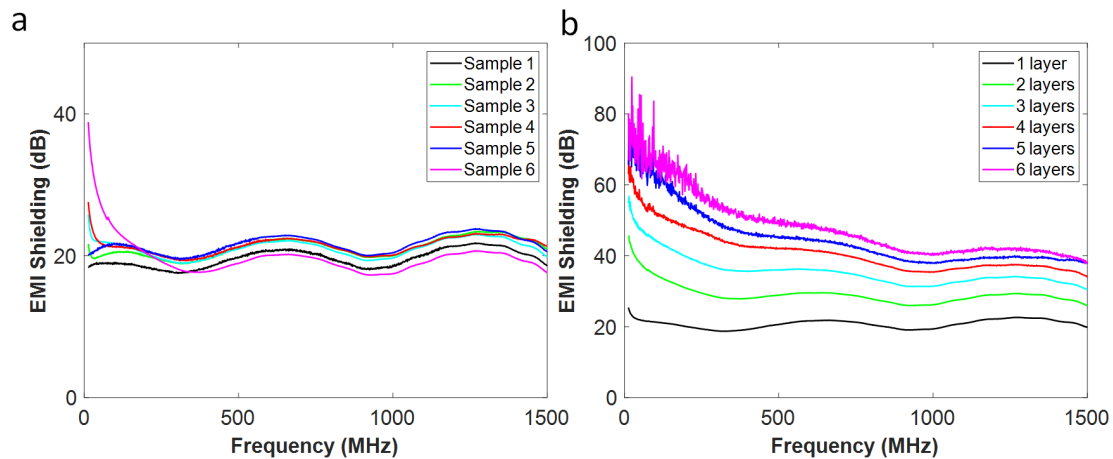 a
EMI Shielding (dB)
40
20
0
Sample 1
Sample 2
Sample 3
Sample 4
Sample 5
Sample 6
0
500
1000
1500
Frequency (MHz)
b
EMI Shielding (dB)
100
80
60
40
20
0
1 layer
2 layers
3 layers
4 layers
5 layers
6 layers
0
500
1000
1500
Frequency (MHz)